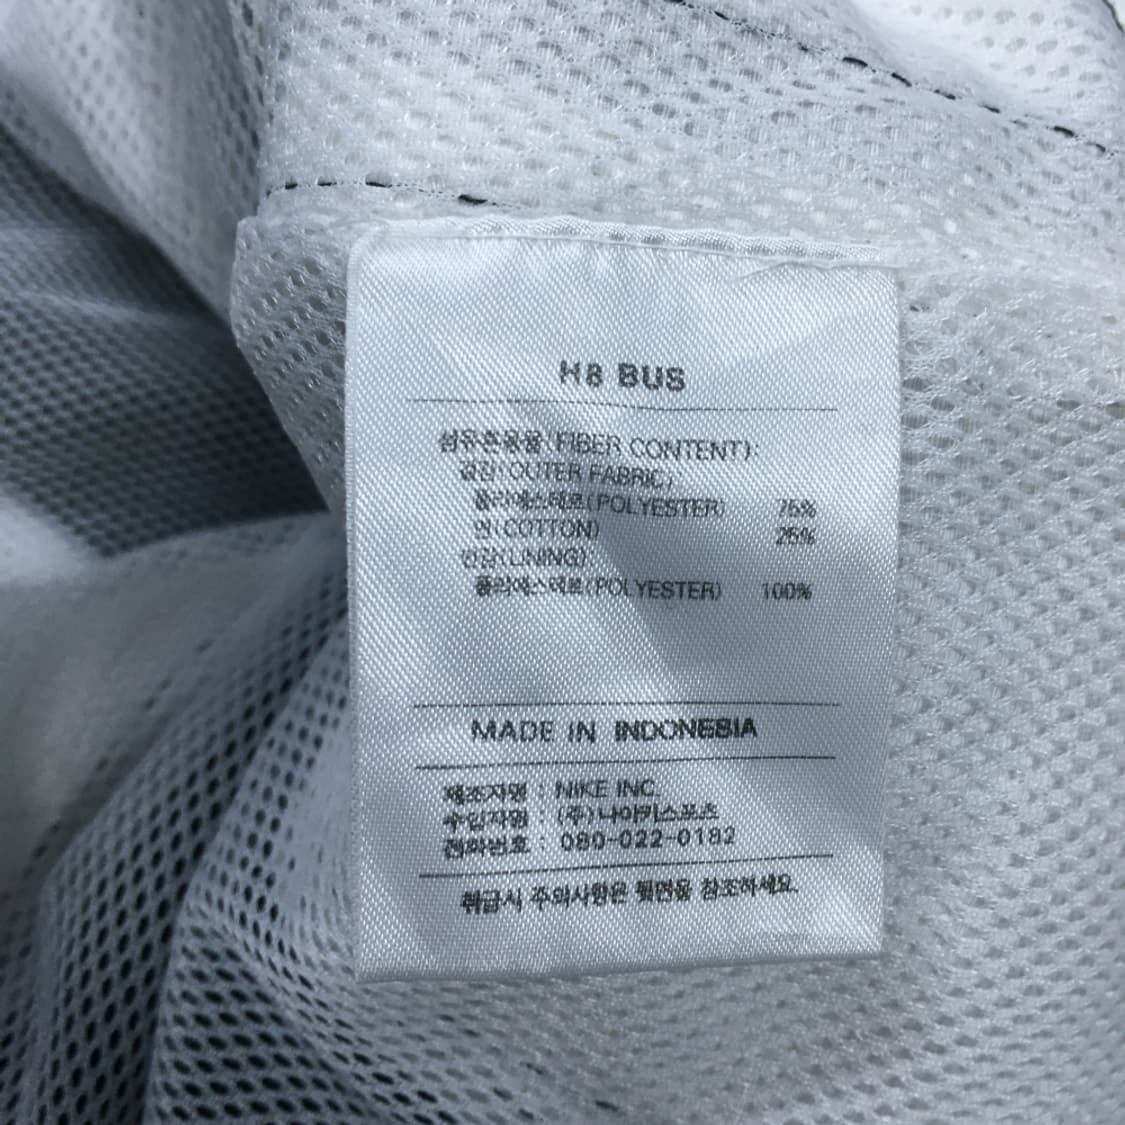 H8 BUS
섬유혼용율(FIBER CONTENT):
겉감(OUTER FABRIC):
폴리에스테르(POLYESTER) 75%
면(COTTON) 25%
안감(LINING):
폴리에스테르(POLYESTER) 100%
MADE IN INDONESIA
제조자명 : NIKE INC.
수입자명 : (주)나이키스포츠
전화번호 : 080-022-0182
취급시 주의사항은 뒷면을 참조하세요.